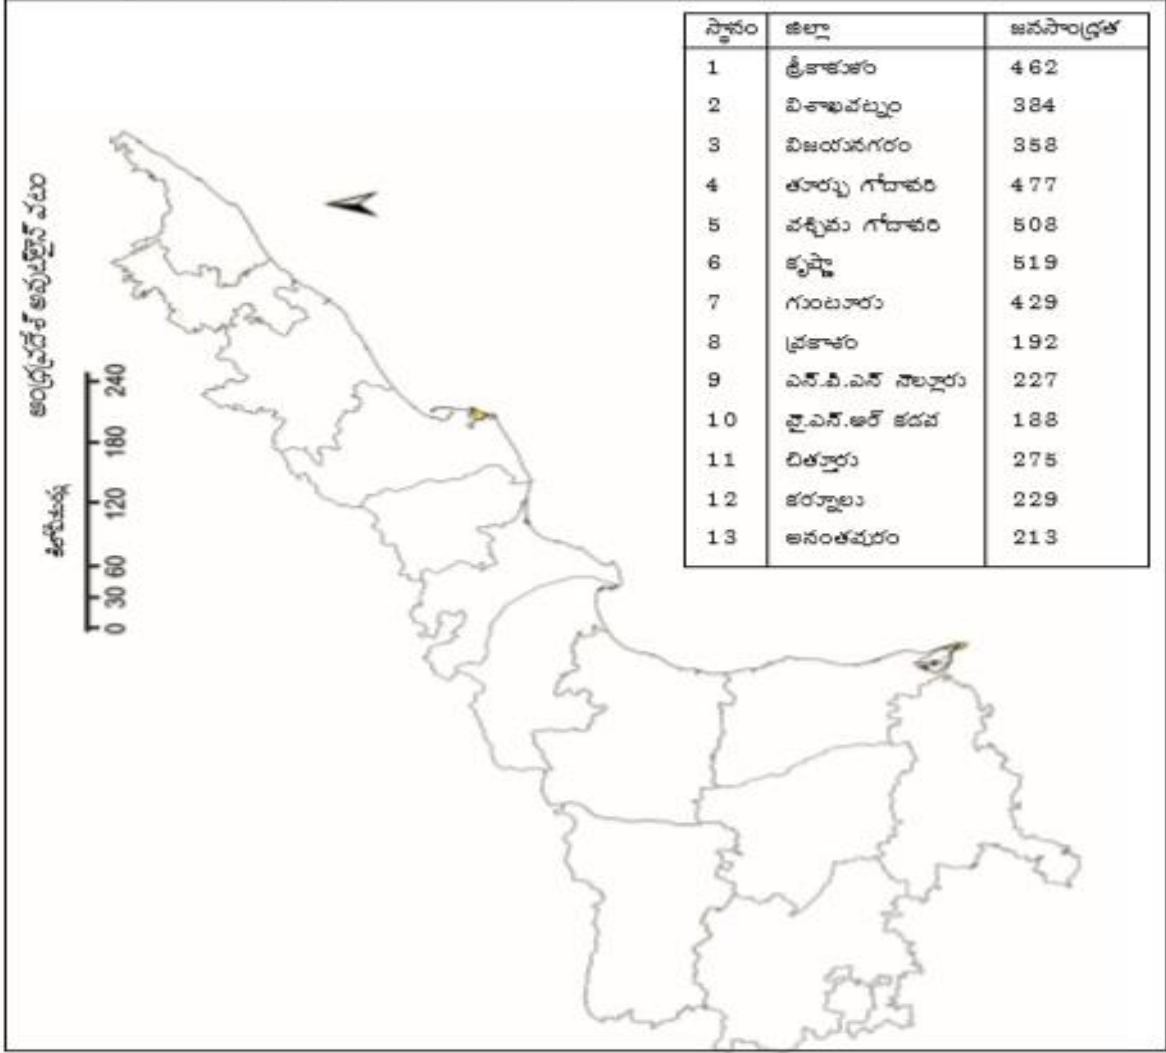 స్థానం జిల్లా జనసాంద్రత
1 శ్రీకాకుళం 462
2 విశాఖపట్నం 384
3 విజయనగరం 358
4 తూర్పు గోదావరి 477
5 పశ్చిమ గోదావరి 508
6 కృష్ణా 519
7 గుంటూరు 429
8 ప్రకాశం 192
9 ఎస్.పి.ఎస్ నెల్లూరు 227
10 వై.ఎస్.ఆర్ కడప 188
11 చిత్తూరు 275
12 కర్నూలు 229
13 అనంతపురం 213
ఆంధ్రప్రదేశ్ అవుట్‌లైన్ పటం
కిలోమీటర్లు
0 30 60 120 180 240